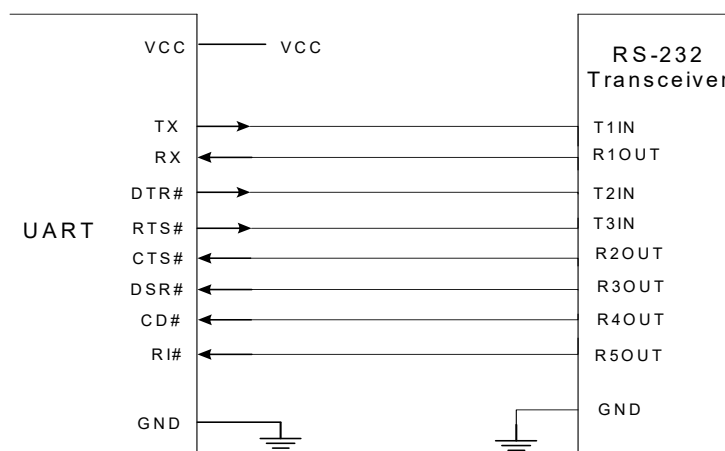 VCC
VCC
RS-232
Transceiver
TX
T1IN
RX
R1OUT
DTR#
T2IN
UART
RTS#
T3IN
CTS#
R2OUT
DSR#
R3OUT
CD#
R4OUT
RI#
R5OUT
GND
GND